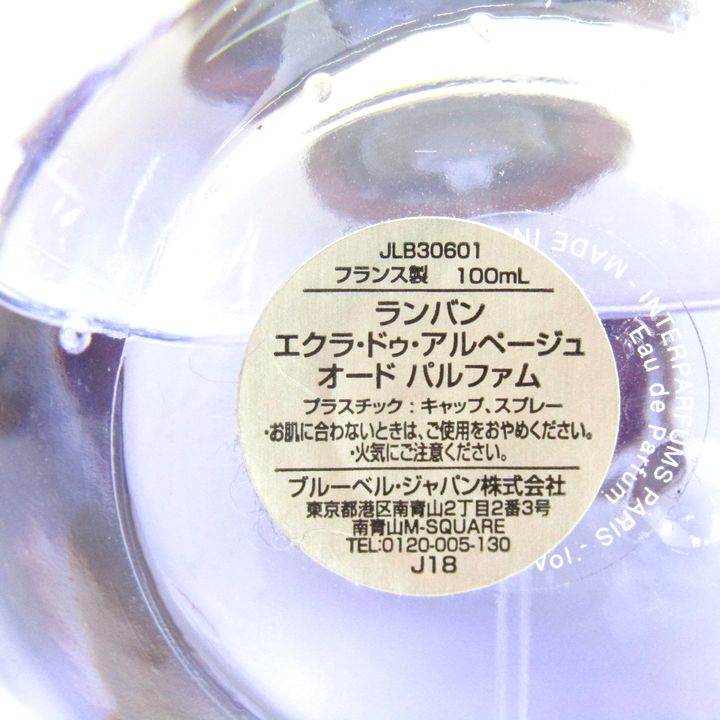 JLB30601
フランス製 100mL
ランバン
エクラ・ドゥ・アルページュ
オード パルファム
プラスチック：キャップ、スプレー
・お肌に合わないときは、ご使用をおやめください。
・火気にご注意ください。
ブルーベル・ジャパン株式会社
東京都港区南青山2丁目2番3号
南青山M-SQUARE
TEL:0120-005-130
J18
MADE IN
- INTERPARFUMS PARIS -
Eau de Parfum